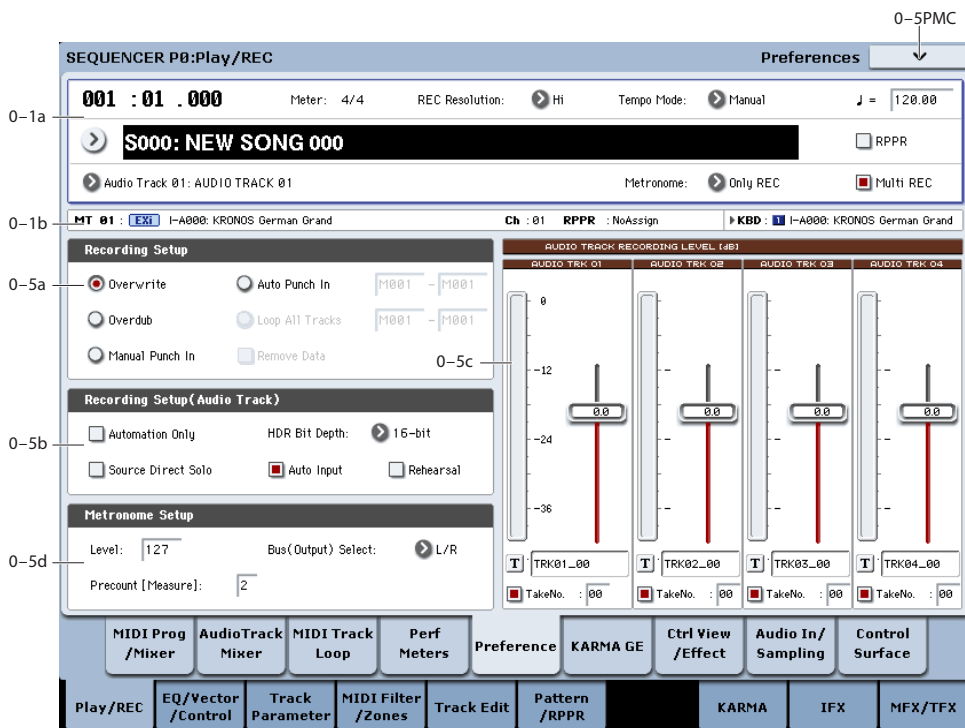 0–5PMC
SEQUENCER P0:Play/REC Preferences
001 :01 .000 Meter: 4/4 REC Resolution: Hi Tempo Mode: Manual ♩ = 120.00
0–1a
S000: NEW SONG 000 RPPR
Audio Track 01: AUDIO TRACK 01 Metronome: Only REC Multi REC
0–1b
MT 01 : EXi I-A000: KRONOS German Grand Ch :01 RPPR : NoAssign KBD : 1 I-A000: KRONOS German Grand
Recording Setup
0–5a
Overwrite Auto Punch In M001 - M001
Overdub Loop All Tracks M001 - M001
Manual Punch In Remove Data
0–5c
Recording Setup(Audio Track)
0–5b
Automation Only HDR Bit Depth: 16-bit
Source Direct Solo Auto Input Rehearsal
Metronome Setup
0–5d
Level: 127 Bus(Output) Select: L/R
Precount [Measure]: 2
AUDIO TRACK RECORDING LEVEL [dB]
AUDIO TRK 01 AUDIO TRK 02 AUDIO TRK 03 AUDIO TRK 04
0
-12
0.0 0.0 0.0 0.0
-24
-36
T TRK01_00 T TRK02_00 T TRK03_00 T TRK04_00
TakeNo. : 00 TakeNo. : 00 TakeNo. : 00 TakeNo. : 00
MIDI Prog /Mixer AudioTrack Mixer MIDI Track Loop Perf Meters Preference KARMA GE Ctrl View /Effect Audio In/ Sampling Control Surface
Play/REC EQ/Vector /Control Track Parameter MIDI Filter /Zones Track Edit Pattern /RPPR KARMA IFX MFX/TFX